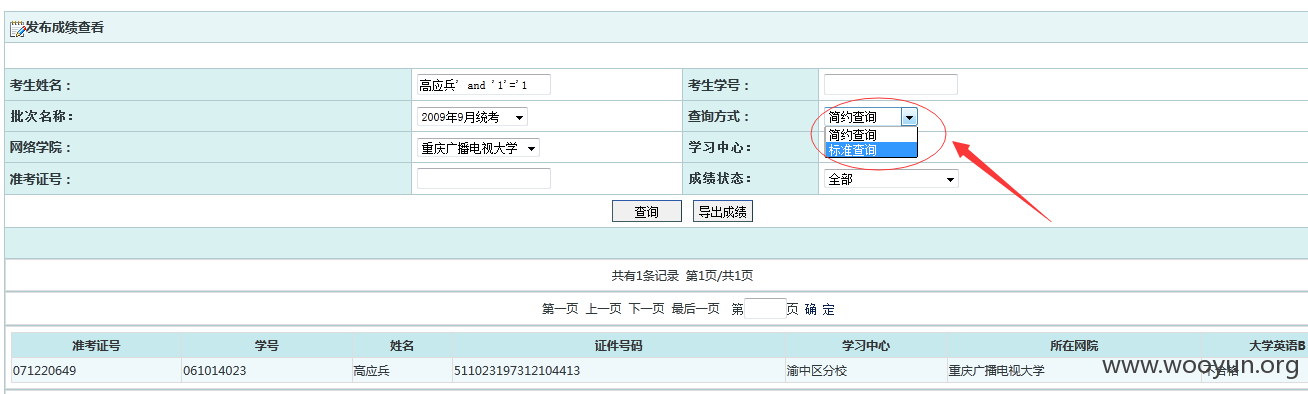 发布成绩查看
考生姓名： 高应兵' and '1'='1 考生学号：
批次名称： 2009年9月统考 查询方式： 简约查询
简约查询
网络学院： 重庆广播电视大学 学习中心： 标准查询
准考证号： 成绩状态： 全部
查询 导出成绩
共有1条记录 第1页/共1页
第一页 上一页 下一页 最后一页 第 页 确 定
准考证号 学号 姓名 证件号码 学习中心 所在网院 大学英语B
071220649 061014023 高应兵 511023197312104413 渝中区分校 重庆广播电视大学 不合格
www.wooyun.org